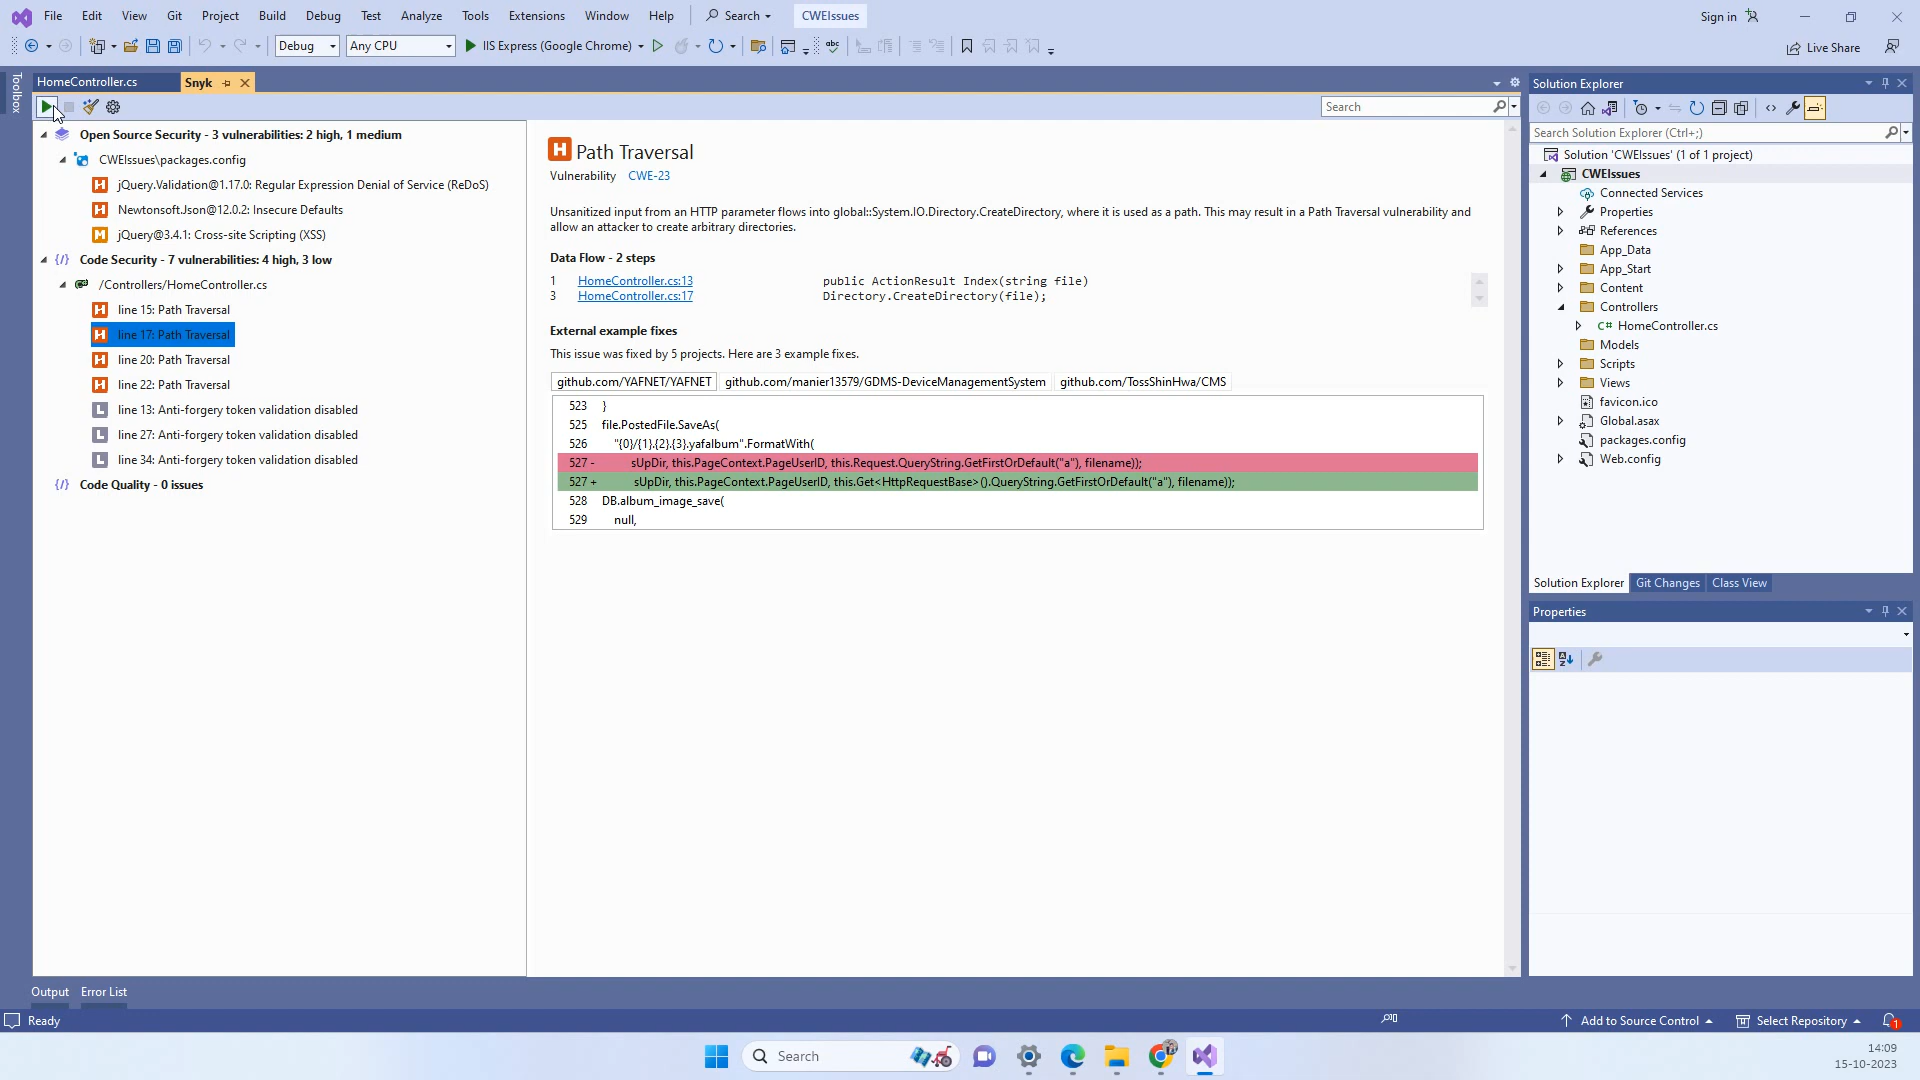 File Edit View Git Project Build Debug Test Analyze Tools Extensions Window Help Search CWEIssues Sign in
Debug Any CPU IIS Express (Google Chrome) abc Live Share
Toolbox
HomeController.cs Snyk
Search
Open Source Security - 3 vulnerabilities: 2 high, 1 medium
CWEIssues\packages.config
H jQuery.Validation@1.17.0: Regular Expression Denial of Service (ReDoS)
H Newtonsoft.Json@12.0.2: Insecure Defaults
M jQuery@3.4.1: Cross-site Scripting (XSS)
Code Security - 7 vulnerabilities: 4 high, 3 low
/Controllers/HomeController.cs
H line 15: Path Traversal
H line 17: Path Traversal
H line 20: Path Traversal
H line 22: Path Traversal
L line 13: Anti-forgery token validation disabled
L line 27: Anti-forgery token validation disabled
L line 34: Anti-forgery token validation disabled
Code Quality - 0 issues
H Path Traversal
Vulnerability CWE-23
Unsanitized input from an HTTP parameter flows into global::System.IO.Directory.CreateDirectory, where it is used as a path. This may result in a Path Traversal vulnerability and
allow an attacker to create arbitrary directories.
Data Flow - 2 steps
1 HomeController.cs:13 public ActionResult Index(string file)
3 HomeController.cs:17 Directory.CreateDirectory(file);
External example fixes
This issue was fixed by 5 projects. Here are 3 example fixes.
github.com/YAFNET/YAFNET github.com/manier13579/GDMS-DeviceManagementSystem github.com/TossShinHwa/CMS
523 }
525 file.PostedFile.SaveAs(
526 "{0}/{1}.{2}.{3}.yafalbum".FormatWith(
527 - sUpDir, this.PageContext.PageUserID, this.Request.QueryString.GetFirstOrDefault("a"), filename));
527 + sUpDir, this.PageContext.PageUserID, this.Get<HttpRequestBase>().QueryString.GetFirstOrDefault("a"), filename));
528 DB.album_image_save(
529 null,
Solution Explorer
Search Solution Explorer (Ctrl+;)
Solution 'CWEIssues' (1 of 1 project)
CWEIssues
Connected Services
Properties
References
App_Data
App_Start
Content
Controllers
C# HomeController.cs
Models
Scripts
Views
favicon.ico
Global.asax
packages.config
Web.config
Solution Explorer Git Changes Class View
Properties
Output Error List
Ready Add to Source Control Select Repository 1
Search
14:09
15-10-2023